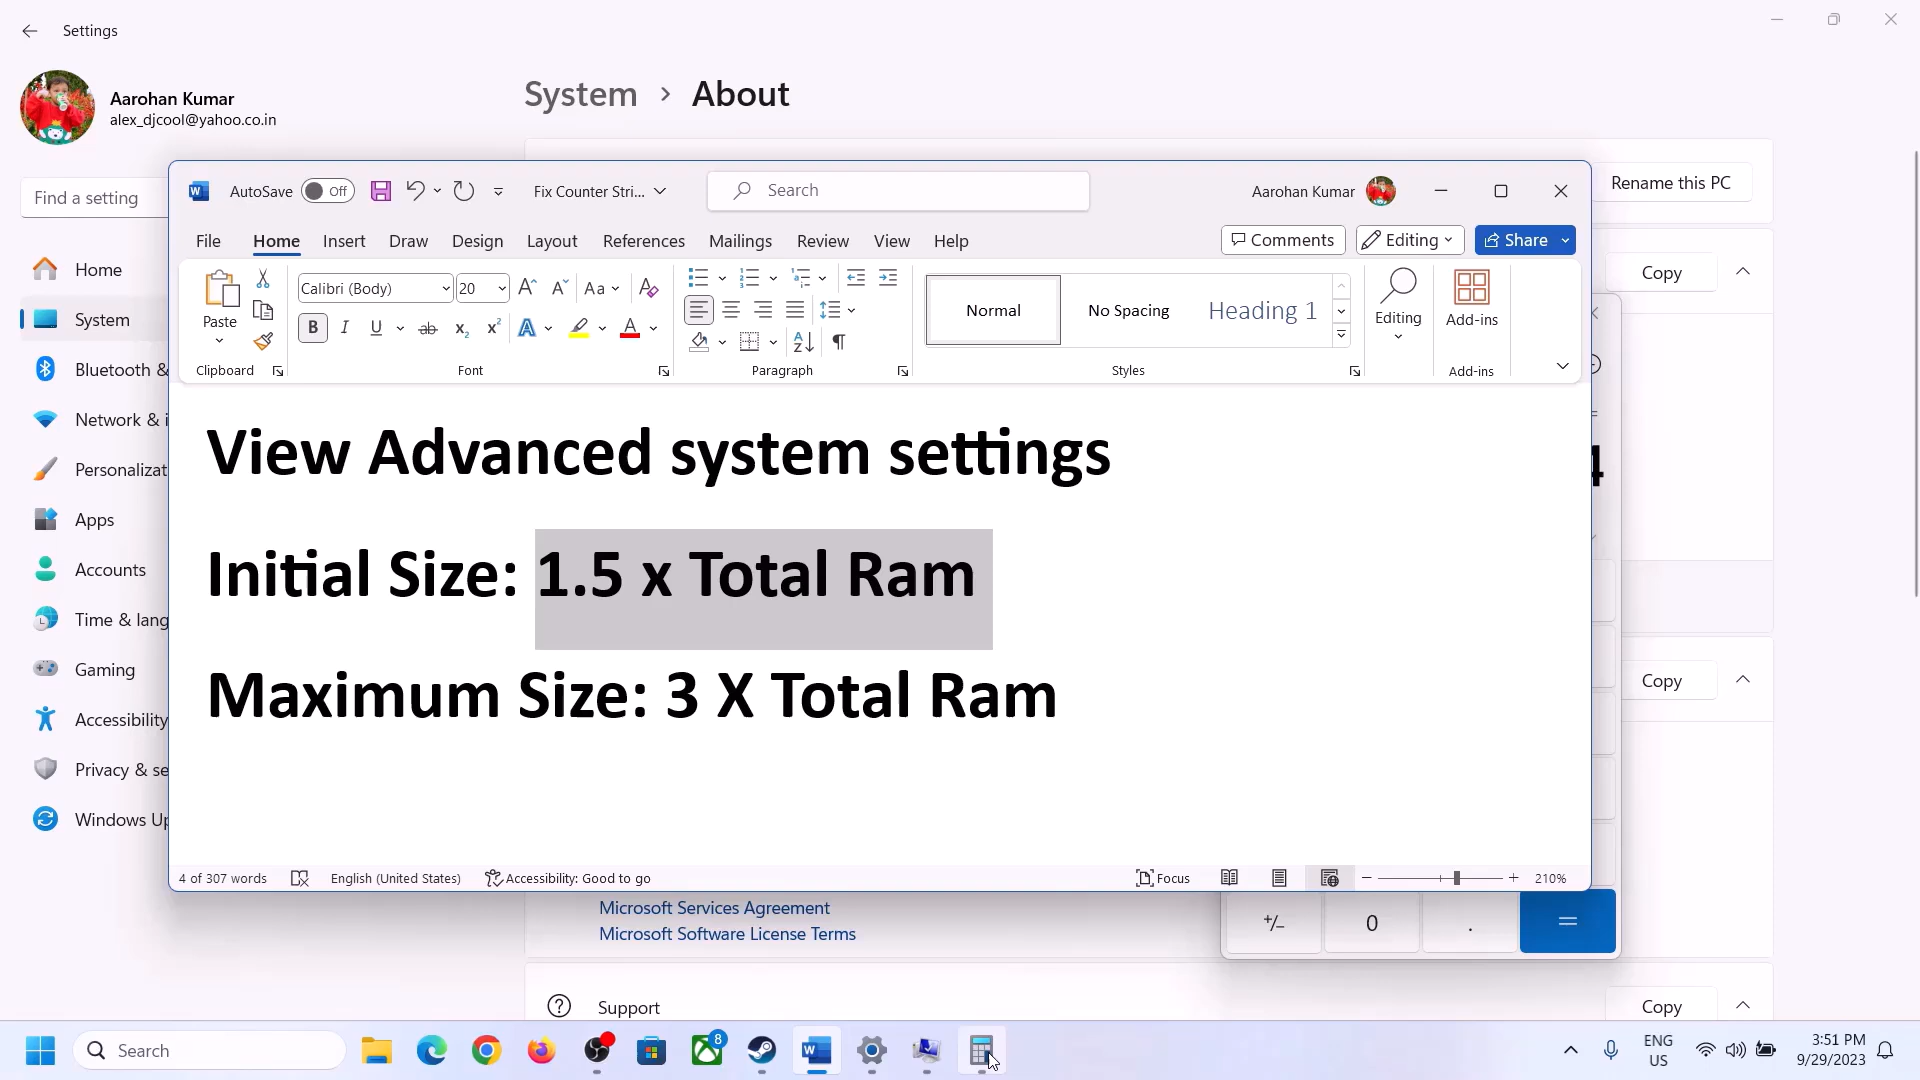 Settings
Aarohan Kumar
alex_djcool@yahoo.co.in
Find a setting
Home
System
Bluetooth &
Network & i
Personalizat
Apps
Accounts
Time & lang
Gaming
Accessibility
Privacy & se
Windows Up
System > About
Rename this PC
Copy
Copy
AutoSave Off
Fix Counter Stri...
Search
Aarohan Kumar
File Home Insert Draw Design Layout References Mailings Review View Help
Comments Editing Share
Paste
Calibri (Body) 20
Normal No Spacing Heading 1
Editing Add-ins
Clipboard Font Paragraph Styles Add-ins
View Advanced system settings
Initial Size: 1.5 x Total Ram
Maximum Size: 3 X Total Ram
4 of 307 words English (United States) Accessibility: Good to go Focus 210%
4
+/− 0 . =
Microsoft Services Agreement
Microsoft Software License Terms
Support
Copy
Search
8
ENG
US
3:51 PM
9/29/2023